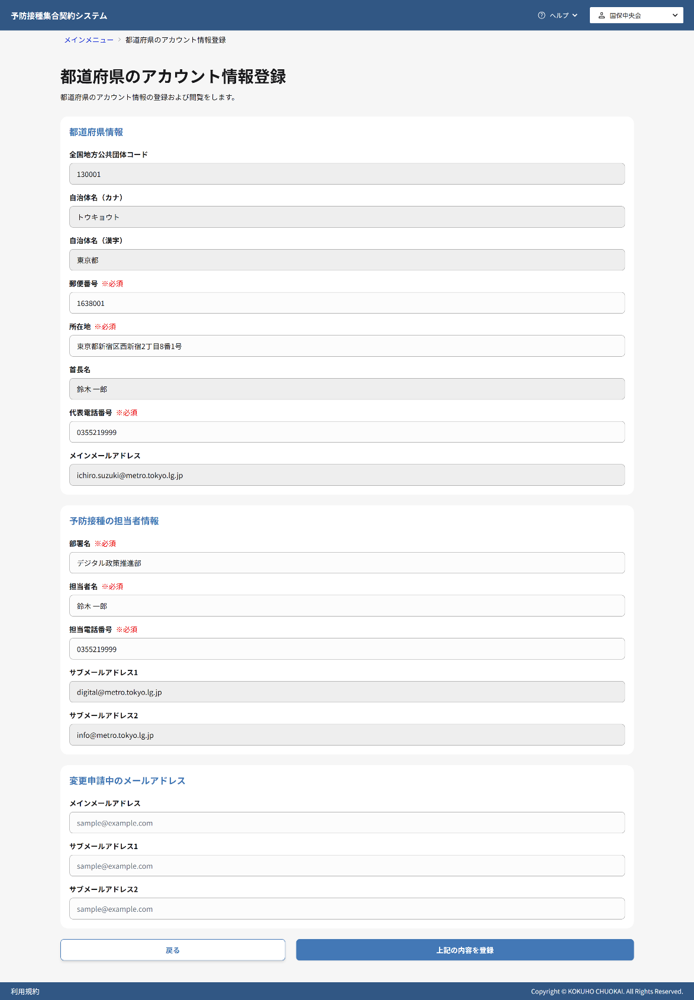 予防接種集合契約システム
ヘルプ
国保中央会
メインメニュー > 都道府県のアカウント情報登録
都道府県のアカウント情報登録
都道府県のアカウント情報の登録および閲覧をします。
都道府県情報
全国地方公共団体コード
130001
自治体名（カナ）
トウキョウト
自治体名（漢字）
東京都
郵便番号 ※必須
1638001
所在地 ※必須
東京都新宿区西新宿2丁目8番1号
首長名
鈴木 一郎
代表電話番号 ※必須
0355219999
メインメールアドレス
ichiro.suzuki@metro.tokyo.lg.jp
予防接種の担当者情報
部署名 ※必須
デジタル政策推進部
担当者名 ※必須
鈴木 一郎
担当電話番号 ※必須
0355219999
サブメールアドレス1
digital@metro.tokyo.lg.jp
サブメールアドレス2
info@metro.tokyo.lg.jp
変更申請中のメールアドレス
メインメールアドレス
sample@example.com
サブメールアドレス1
sample@example.com
サブメールアドレス2
sample@example.com
戻る
上記の内容を登録
利用規約
Copyright © KOKUHO CHUOKAI. All Rights Reserved.